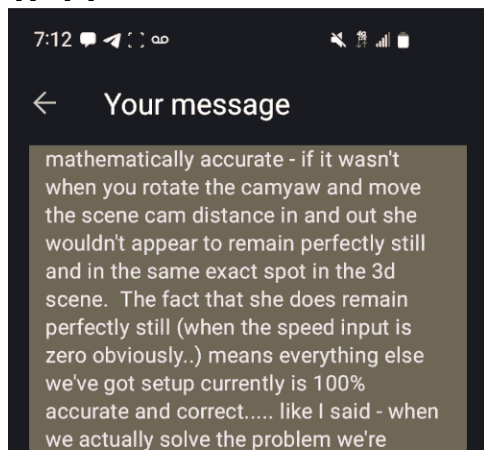 7:12
Your message
mathematically accurate - if it wasn't
when you rotate the camyaw and move
the scene cam distance in and out she
wouldn't appear to remain perfectly still
and in the same exact spot in the 3d
scene.  The fact that she does remain
perfectly still (when the speed input is
zero obviously..) means everything else
we've got setup currently is 100%
accurate and correct..... like I said - when
we actually solve the problem we're